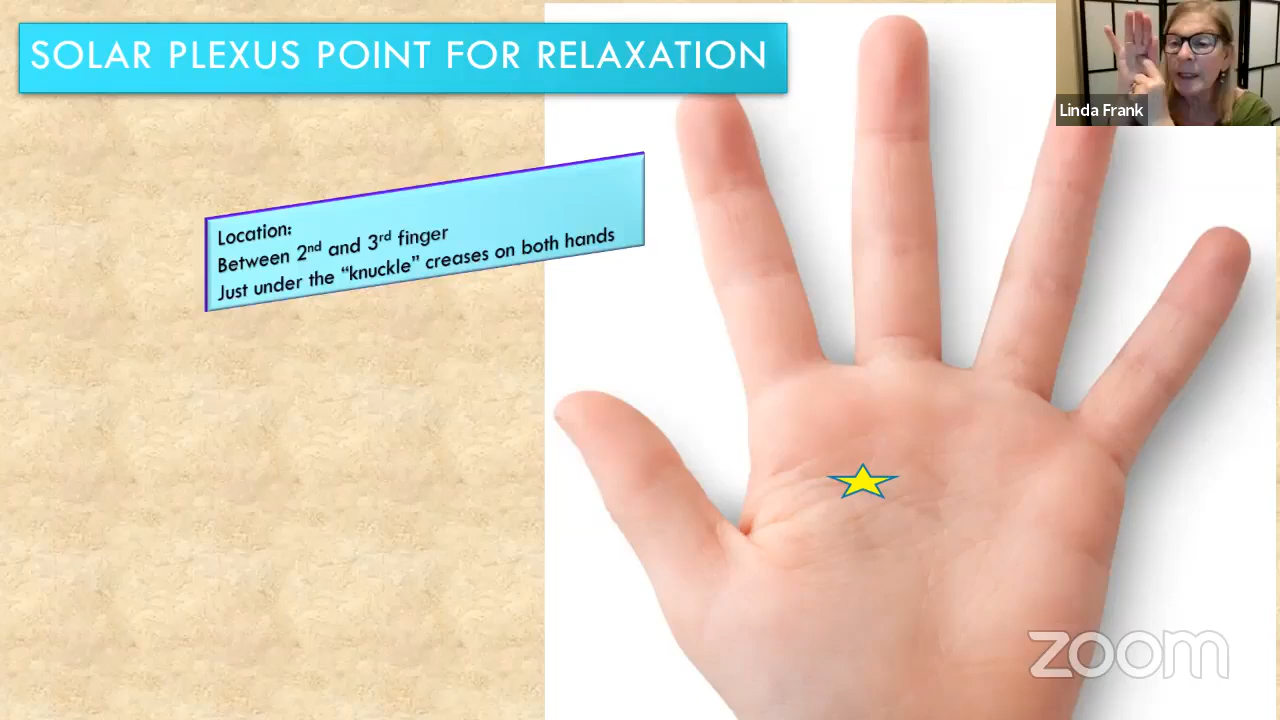 SOLAR PLEXUS POINT FOR RELAXATION
Linda Frank
Location:
Between 2nd and 3rd finger
Just under the “knuckle” creases on both hands
zoom